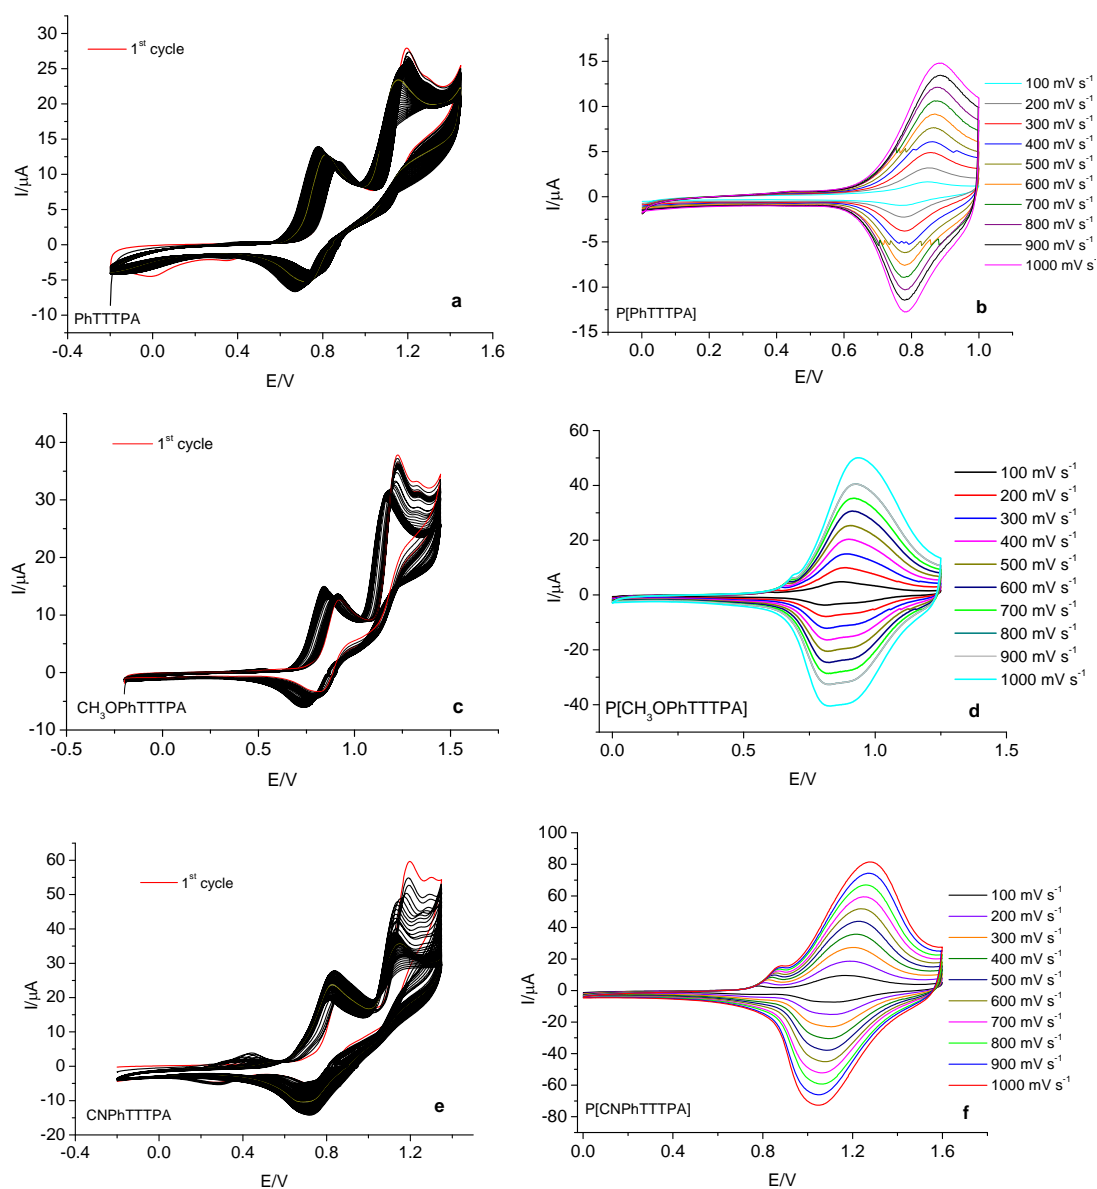 30
25
20
15
10
5
0
-5
-10
I/μA
1st cycle
a
PhTTTPA
-0.4 0.0 0.4 0.8 1.2 1.6
E/V
15
10
5
0
-5
-10
-15
I/μA
100 mV s-1
200 mV s-1
300 mV s-1
400 mV s-1
500 mV s-1
600 mV s-1
700 mV s-1
800 mV s-1
900 mV s-1
1000 mV s-
P[PhTTTPA]
b
0.0 0.2 0.4 0.6 0.8 1.0
E/V
40
30
20
10
0
-10
I/μA
1st cycle
c
CH3OPhTTTPA
-0.5 0.0 0.5 1.0 1.5
E/V
60
40
20
0
-20
-40
I/μA
100 mV s-1
200 mV s-1
300 mV s-1
400 mV s-1
500 mV s-1
600 mV s-1
700 mV s-1
800 mV s-1
900 mV s-1
1000 mV s-1
P[CH3OPhTTTPA]
d
0.0 0.5 1.0 1.5
E/V
60
50
40
30
20
10
0
-10
-20
I/μA
1st cycle
CNPhTTTPA
e
-0.4 0.0 0.4 0.8 1.2
E/V
100
80
60
40
20
0
-20
-40
-60
-80
I/μA
100 mV s-1
200 mV s-1
300 mV s-1
400 mV s-1
500 mV s-1
600 mV s-1
700 mV s-1
800 mV s-1
900 mV s-1
1000 mV s-1
P[CNPhTTTPA]
f
0.0 0.4 0.8 1.2 1.6
E/V